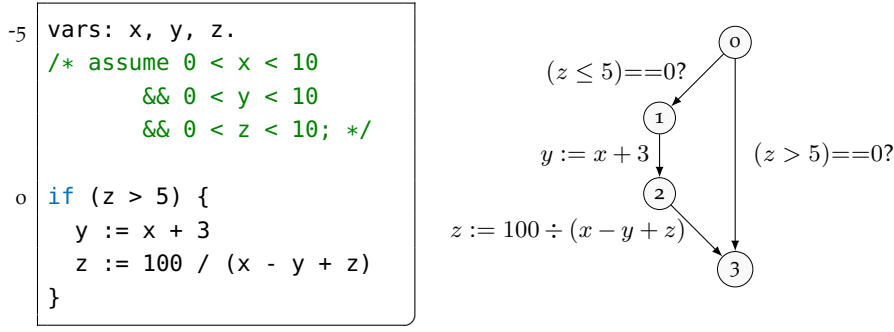 -5 vars: x, y, z.
/* assume 0 < x < 10
&& 0 < y < 10
&& 0 < z < 10; */
0 if (z > 5) {
y := x + 3
z := 100 / (x - y + z)
}
0
(z ≤ 5)==0?
1
y := x + 3
(z > 5)==0?
2
z := 100 ÷ (x − y + z)
3